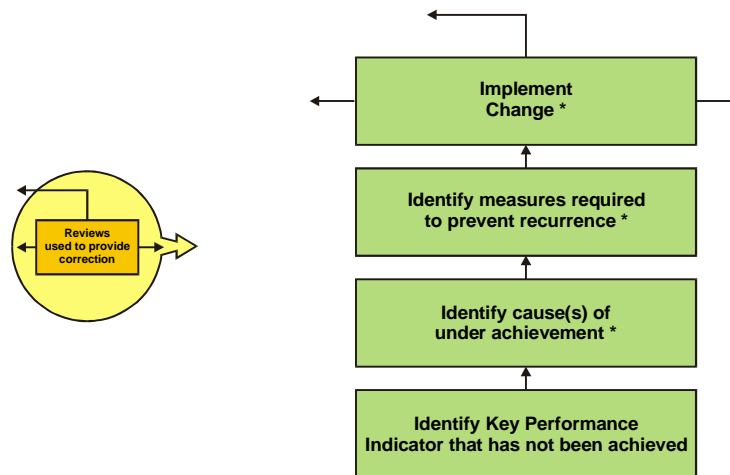 Implement
Change *
Identify measures required
to prevent recurrence *
Reviews
used to provide
correction
Identify cause(s) of
under achievement *
Identify Key Performance
Indicator that has not been achieved